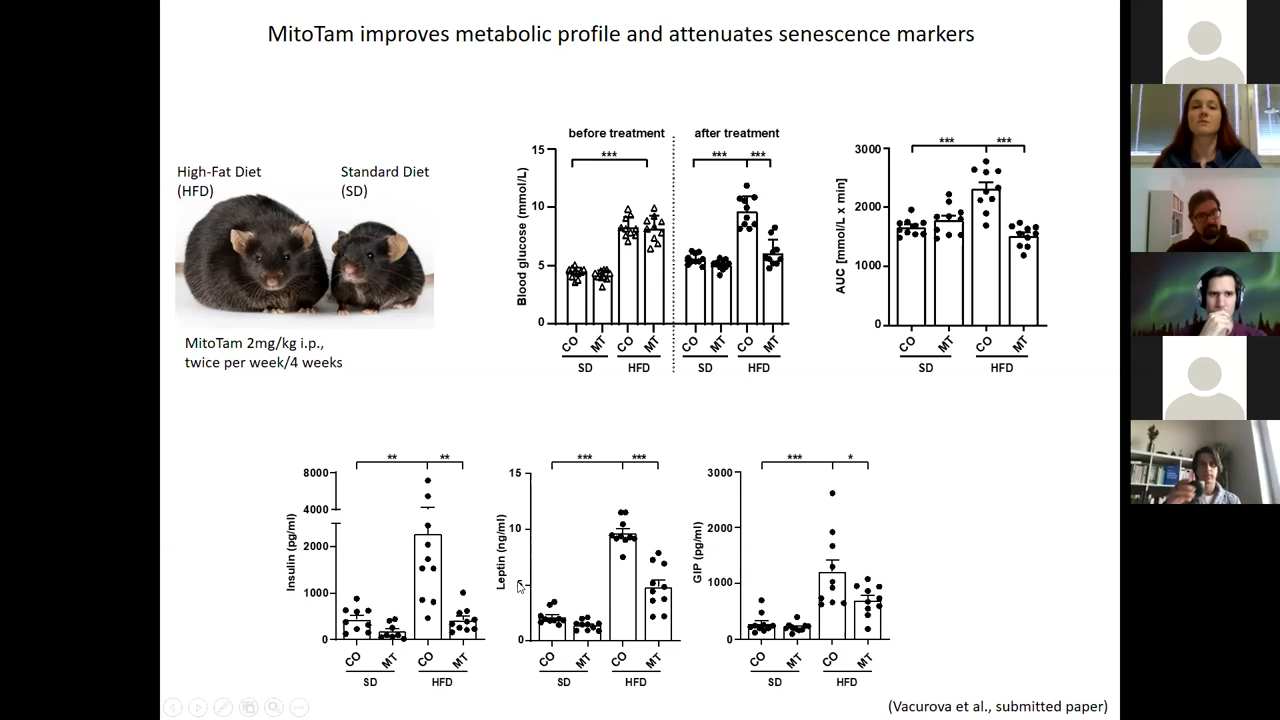 MitoTam improves metabolic profile and attenuates senescence markers
High-Fat Diet
(HFD)
Standard Diet
(SD)
MitoTam 2mg/kg i.p.,
twice per week/4 weeks
before treatment
after treatment
***
***
***
Blood glucose (mmol/L)
15
10
5
0
CO
MT
CO
MT
CO
MT
CO
MT
SD
HFD
SD
HFD
***
***
AUC [mmol/L x min]
3000
2000
1000
0
CO
MT
CO
MT
SD
HFD
**
**
Insulin (pg/ml)
8000
4000
2000
1000
0
CO
MT
CO
MT
SD
HFD
***
***
Leptin (ng/ml)
15
10
5
0
CO
MT
CO
MT
SD
HFD
***
*
GIP (pg/ml)
3000
2000
1000
0
CO
MT
CO
MT
SD
HFD
(Vacurova et al., submitted paper)